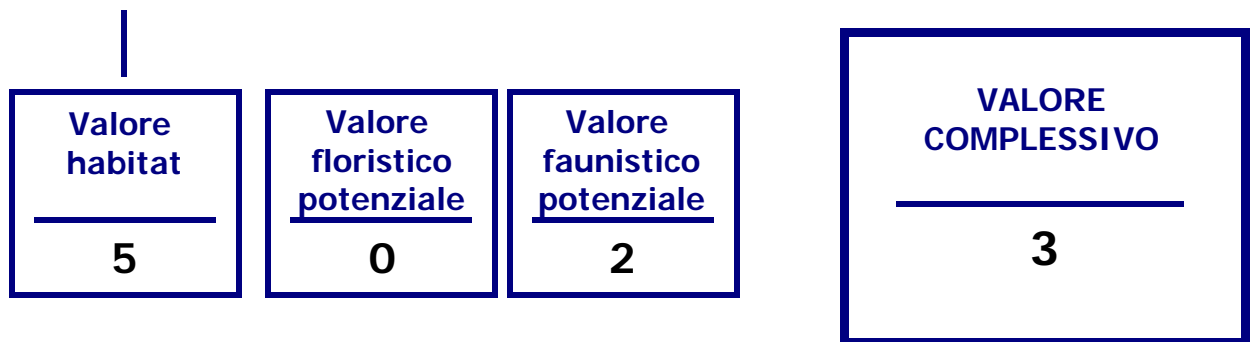 Valore
habitat
5
Valore
floristico
potenziale
0
Valore
faunistico
potenziale
2
VALORE
COMPLESSIVO
3